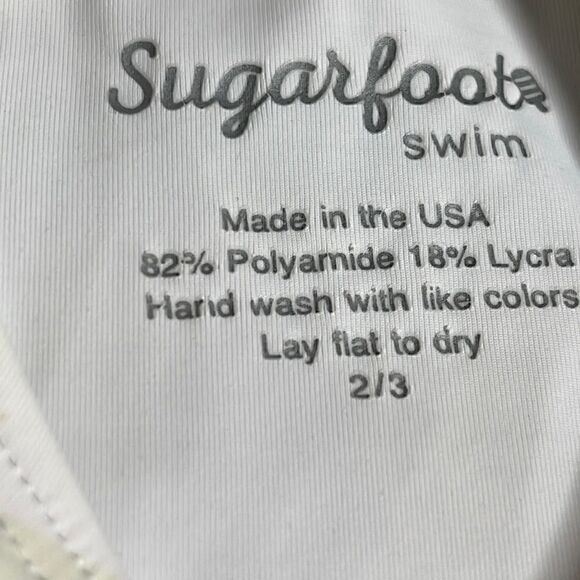 Sugarfoot
swim
Made in the USA
82% Polyamide 18% Lycra
Hand wash with like colors
Lay flat to dry
2/3